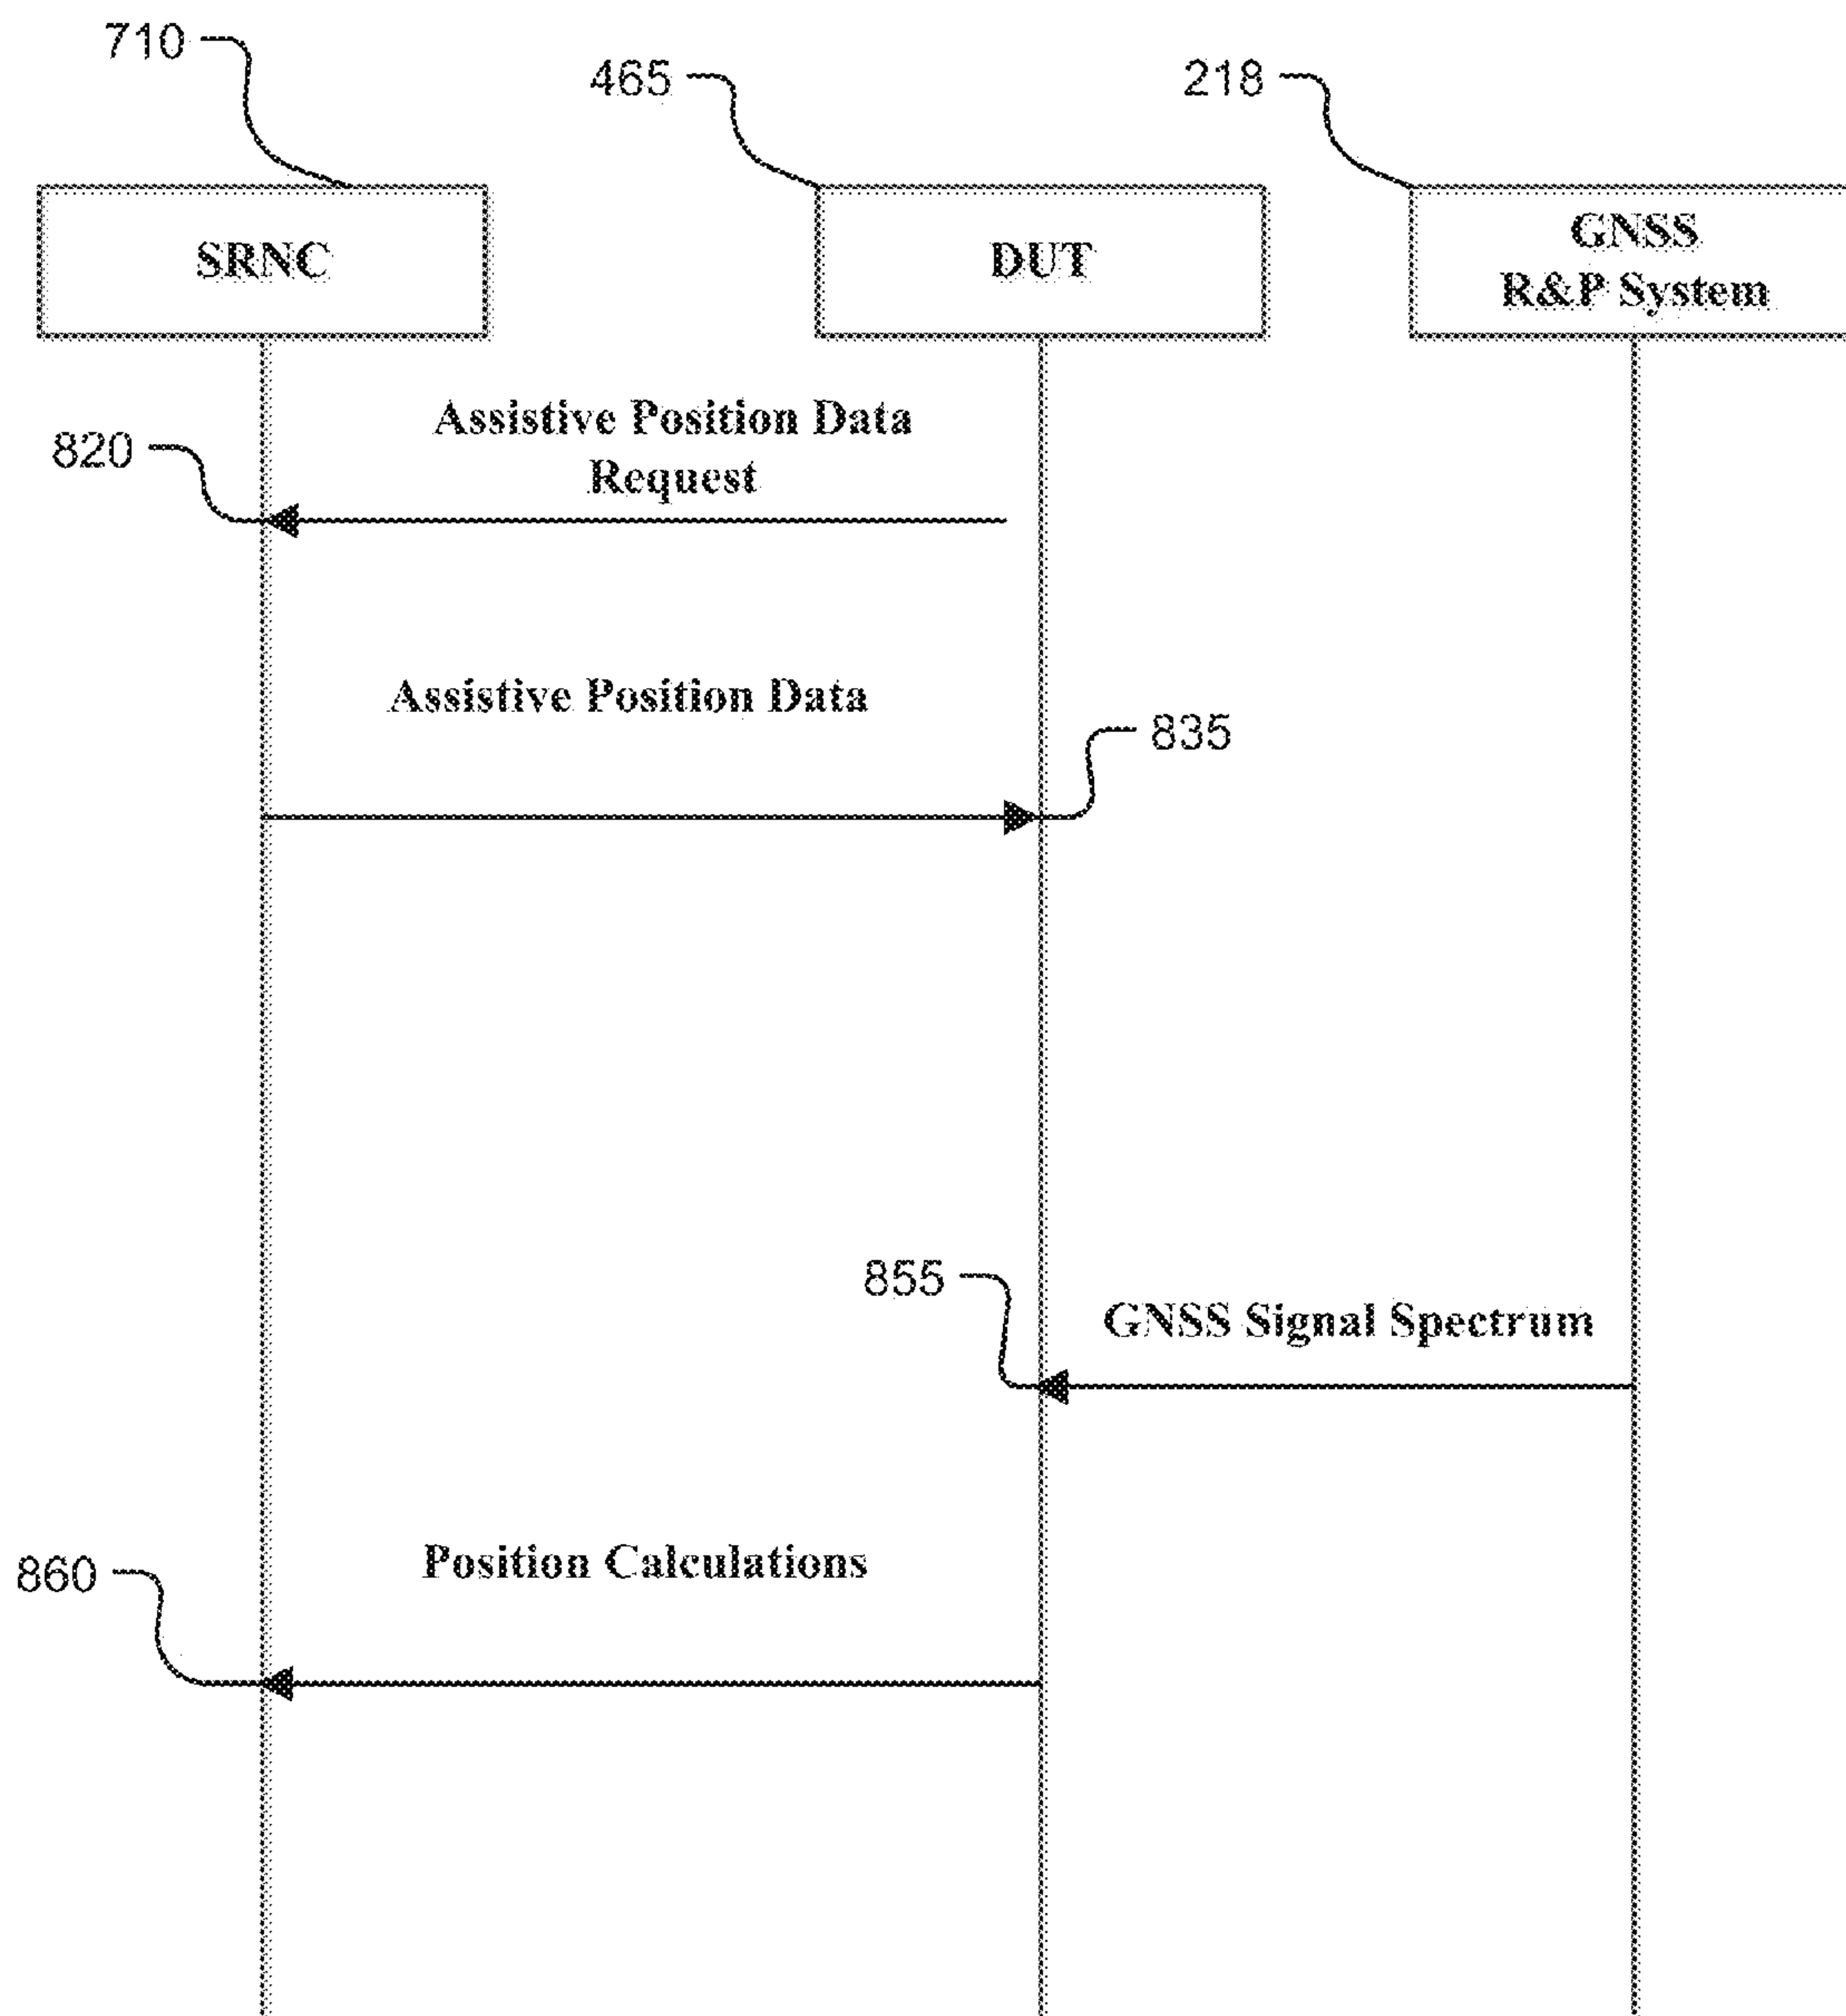 710
465
218
SRNC
DUT
GNSS
R&P System
Assistive Position Data
Request
820
Assistive Position Data
835
855
GNSS Signal Spectrum
Position Calculations
860